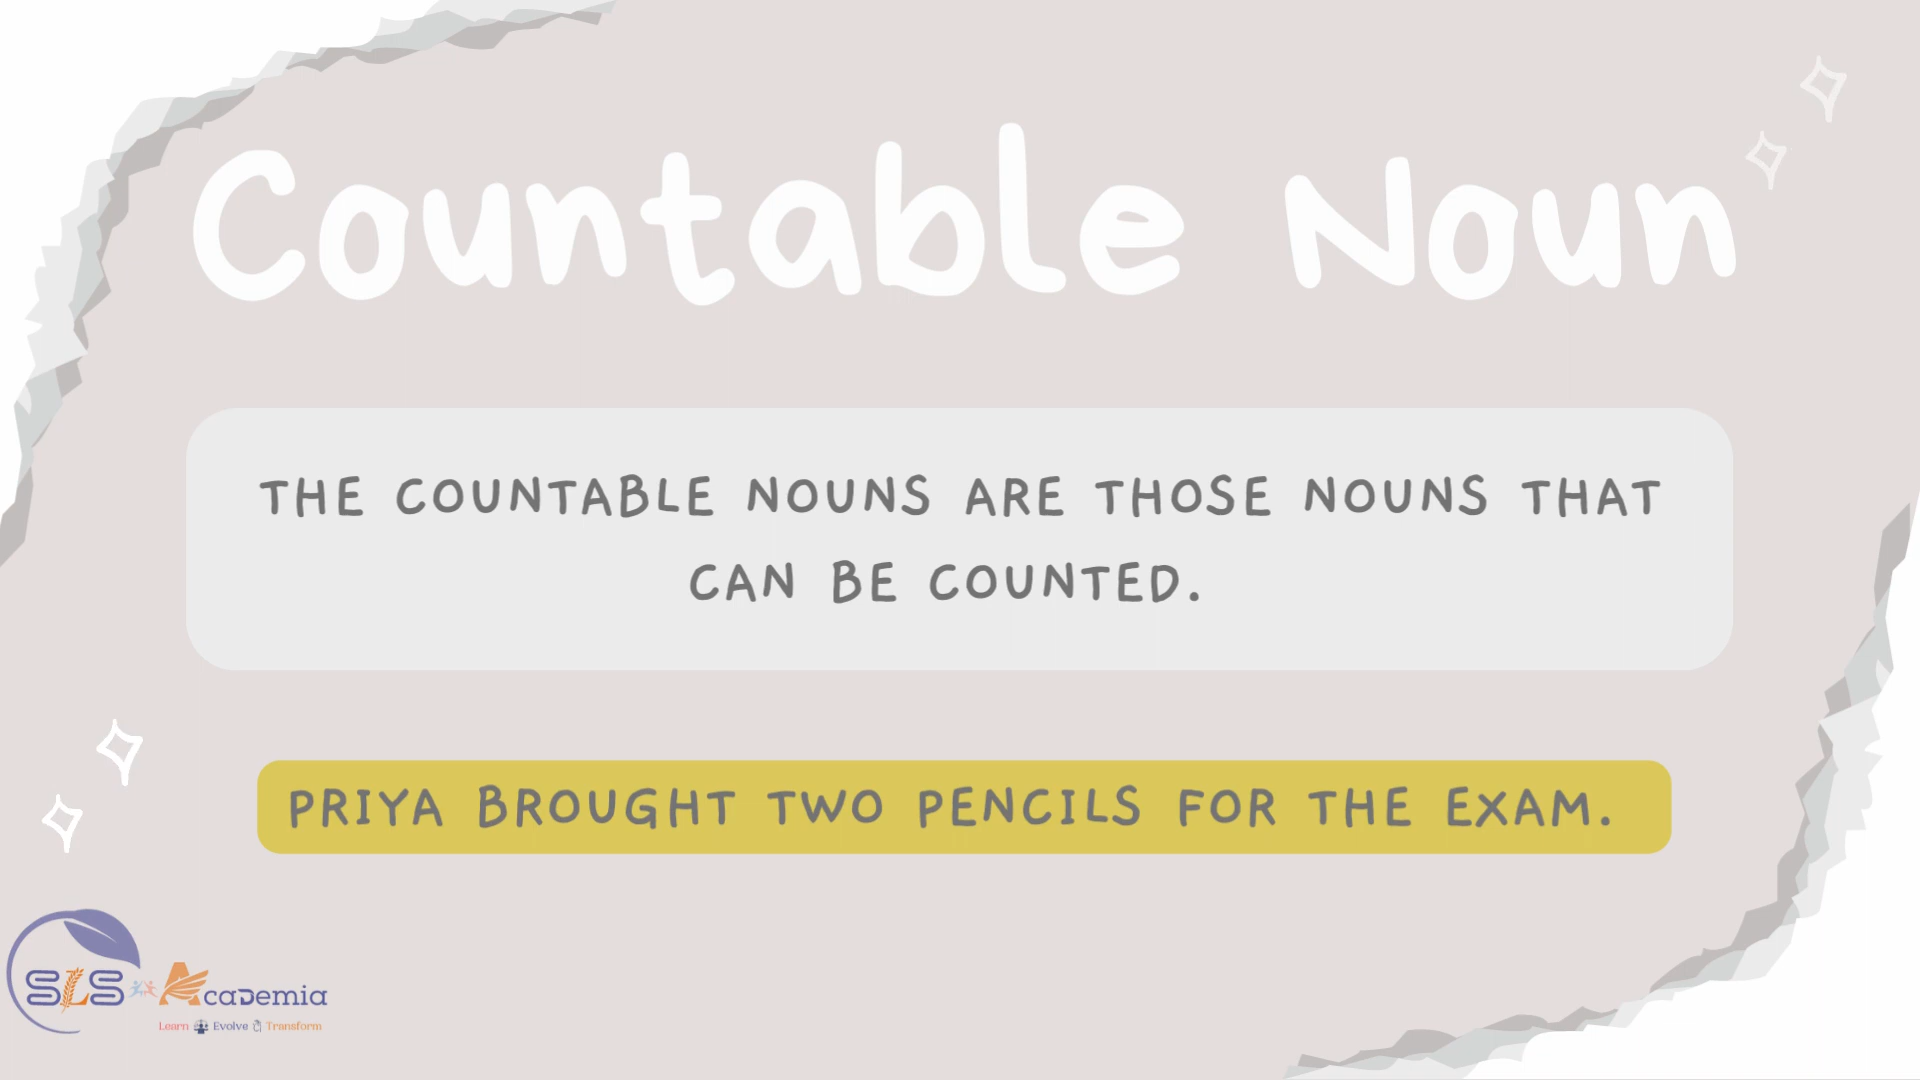 Countable Noun
THE COUNTABLE NOUNS ARE THOSE NOUNS THAT
CAN BE COUNTED.
PRIYA BROUGHT TWO PENCILS FOR THE EXAM.
SLS Academia
Learn Evolve Transform